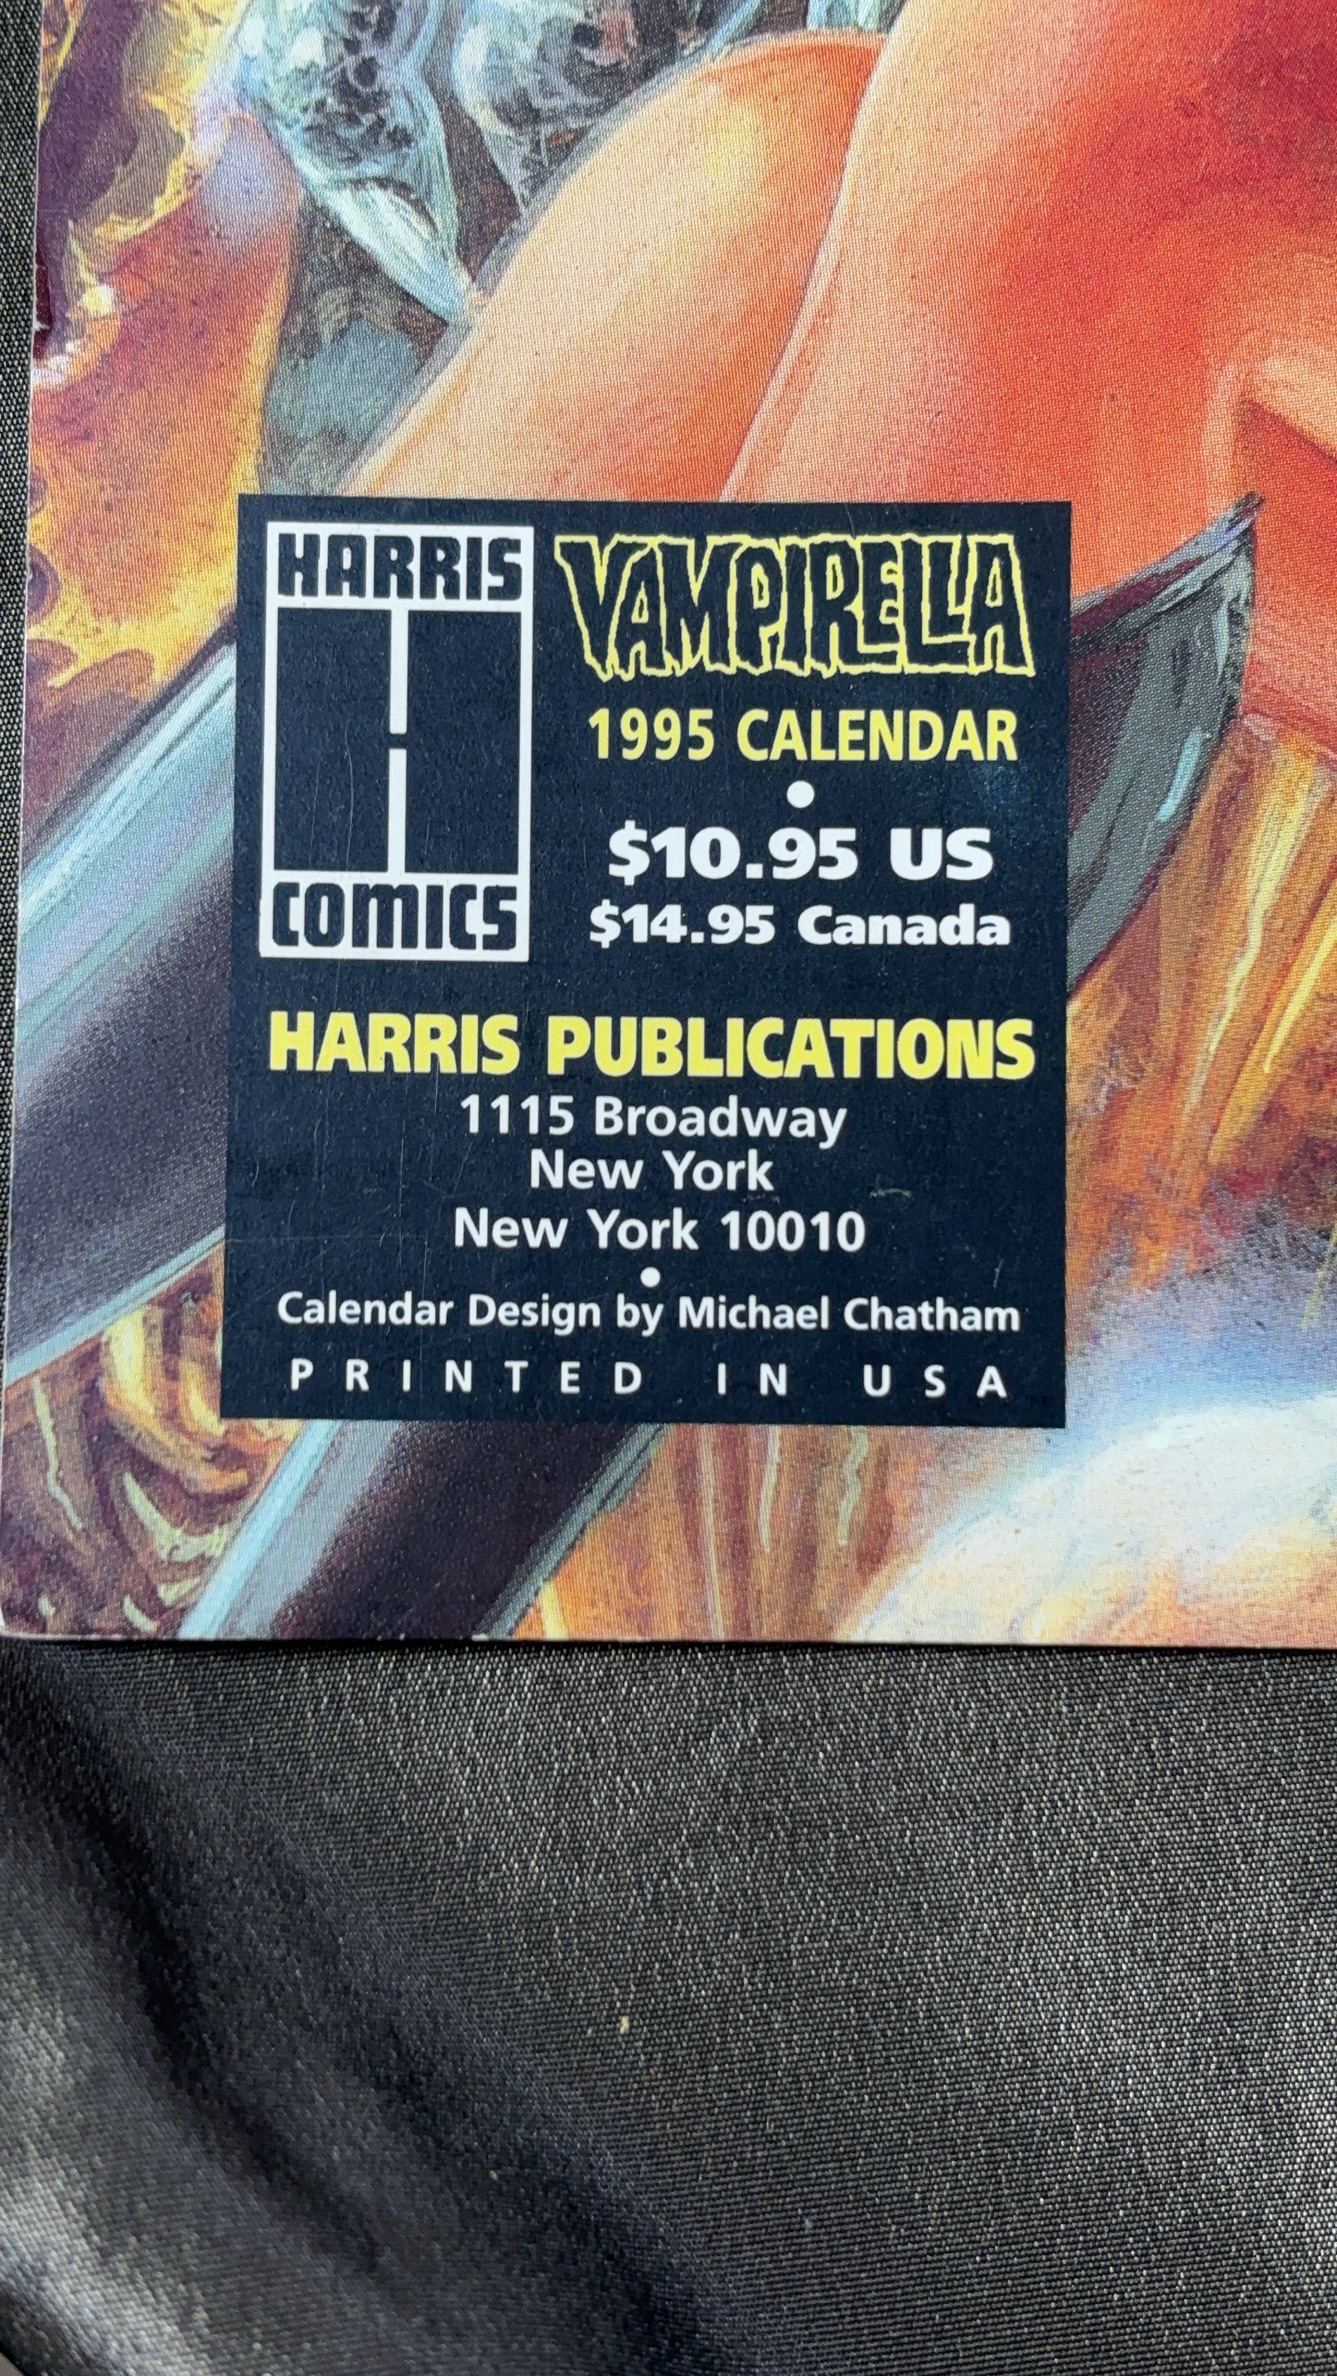 HARRIS
COMICS
VAMPIRELLA
1995 CALENDAR
$10.95 US
$14.95 Canada
HARRIS PUBLICATIONS
1115 Broadway
New York
New York 10010
Calendar Design by Michael Chatham
PRINTED IN USA